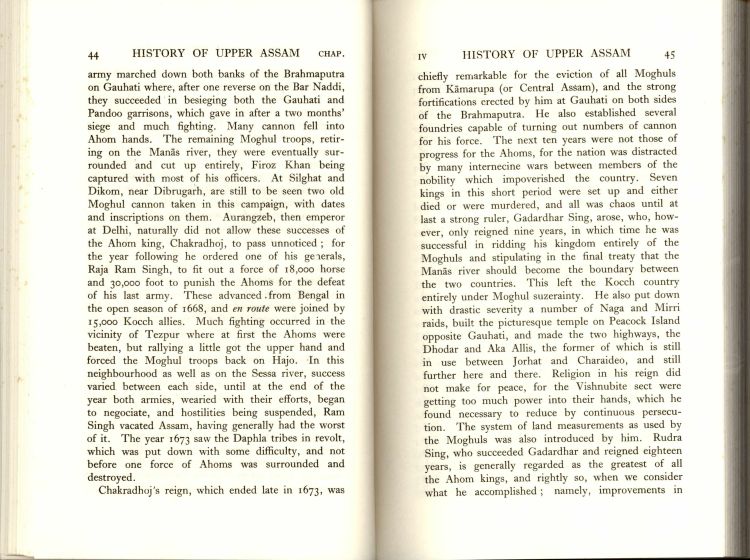 44 HISTORY OF UPPER ASSAM CHAP.
army marched down both banks of the Brahmaputra
on Gauhati where, after one reverse on the Bar Naddi,
they succeeded in besieging both the Gauhati and
Pandoo garrisons, which gave in after a two months'
siege and much fighting. Many cannon fell into
Ahom hands. The remaining Moghul troops, retir-
ing on the Manās river, they were eventually sur-
rounded and cut up entirely, Firoz Khan being
captured with most of his officers. At Silghat and
Dikom, near Dibrugarh, are still to be seen two old
Moghul cannon taken in this campaign, with dates
and inscriptions on them. Aurangzeb, then emperor
at Delhi, naturally did not allow these successes of
the Ahom king, Chakradhoj, to pass unnoticed ; for
the year following he ordered one of his generals,
Raja Ram Singh, to fit out a force of 18,000 horse
and 30,000 foot to punish the Ahoms for the defeat
of his last army. These advanced from Bengal in
the open season of 1668, and en route were joined by
15,000 Kocch allies. Much fighting occurred in the
vicinity of Tezpur where at first the Ahoms were
beaten, but rallying a little got the upper hand and
forced the Moghul troops back on Hajo. In this
neighbourhood as well as on the Sessa river, success
varied between each side, until at the end of the
year both armies, wearied with their efforts, began
to negociate, and hostilities being suspended, Ram
Singh vacated Assam, having generally had the worst
of it. The year 1673 saw the Daphla tribes in revolt,
which was put down with some difficulty, and not
before one force of Ahoms was surrounded and
destroyed.
Chakradhoj's reign, which ended late in 1673, was
IV HISTORY OF UPPER ASSAM 45
chiefly remarkable for the eviction of all Moghuls
from Kāmarupa (or Central Assam), and the strong
fortifications erected by him at Gauhati on both sides
of the Brahmaputra. He also established several
foundries capable of turning out numbers of cannon
for his force. The next ten years were not those of
progress for the Ahoms, for the nation was distracted
by many internecine wars between members of the
nobility which impoverished the country. Seven
kings in this short period were set up and either
died or were murdered, and all was chaos until at
last a strong ruler, Gadardhar Sing, arose, who, how-
ever, only reigned nine years, in which time he was
successful in ridding his kingdom entirely of the
Moghuls and stipulating in the final treaty that the
Manās river should become the boundary between
the two countries. This left the Kocch country
entirely under Moghul suzerainty. He also put down
with drastic severity a number of Naga and Mirri
raids, built the picturesque temple on Peacock Island
opposite Gauhati, and made the two highways, the
Dhodar and Aka Allis, the former of which is still
in use between Jorhat and Charaideo, and still
further here and there. Religion in his reign did
not make for peace, for the Vishnubite sect were
getting too much power into their hands, which he
found necessary to reduce by continuous persecu-
tion. The system of land measurements as used by
the Moghuls was also introduced by him. Rudra
Sing, who succeeded Gadardhar and reigned eighteen
years, is generally regarded as the greatest of all
the Ahom kings, and rightly so, when we consider
what he accomplished ; namely, improvements in